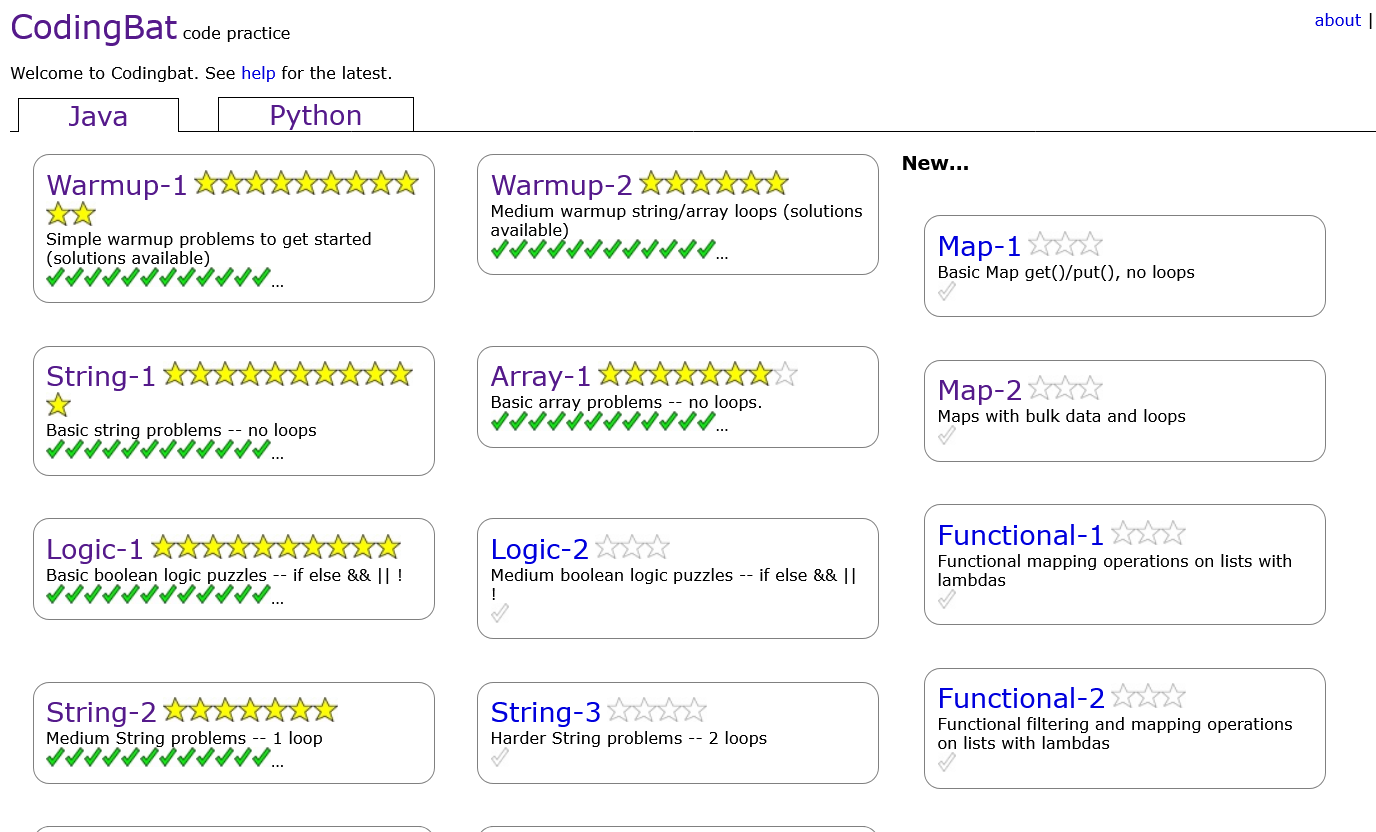 CodingBat code practice
about |
Welcome to Codingbat. See help for the latest.
Java
Python
Warmup-1
Simple warmup problems to get started
(solutions available)
...
Warmup-2
Medium warmup string/array loops (solutions
available)
...
String-1
Basic string problems -- no loops
...
Array-1
Basic array problems -- no loops.
...
Logic-1
Basic boolean logic puzzles -- if else && || !
...
Logic-2
Medium boolean logic puzzles -- if else && ||
!
String-2
Medium String problems -- 1 loop
...
String-3
Harder String problems -- 2 loops
New...
Map-1
Basic Map get()/put(), no loops
Map-2
Maps with bulk data and loops
Functional-1
Functional mapping operations on lists with
lambdas
Functional-2
Functional filtering and mapping operations
on lists with lambdas